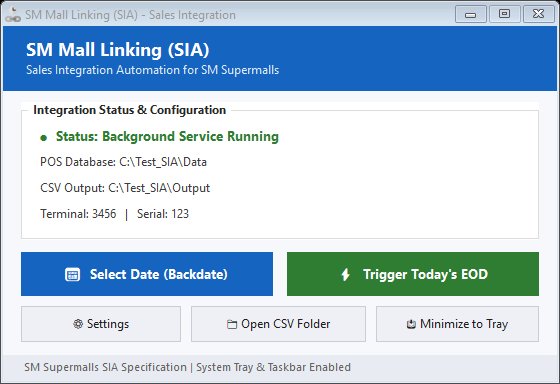 SM Mall Linking (SIA) - Sales Integration
SM Mall Linking (SIA)
Sales Integration Automation for SM Supermalls
Integration Status & Configuration
● Status: Background Service Running
POS Database: C:\Test_SIA\Data
CSV Output: C:\Test_SIA\Output
Terminal: 3456 | Serial: 123
Select Date (Backdate)
Trigger Today's EOD
Settings
Open CSV Folder
Minimize to Tray
SM Supermalls SIA Specification | System Tray & Taskbar Enabled